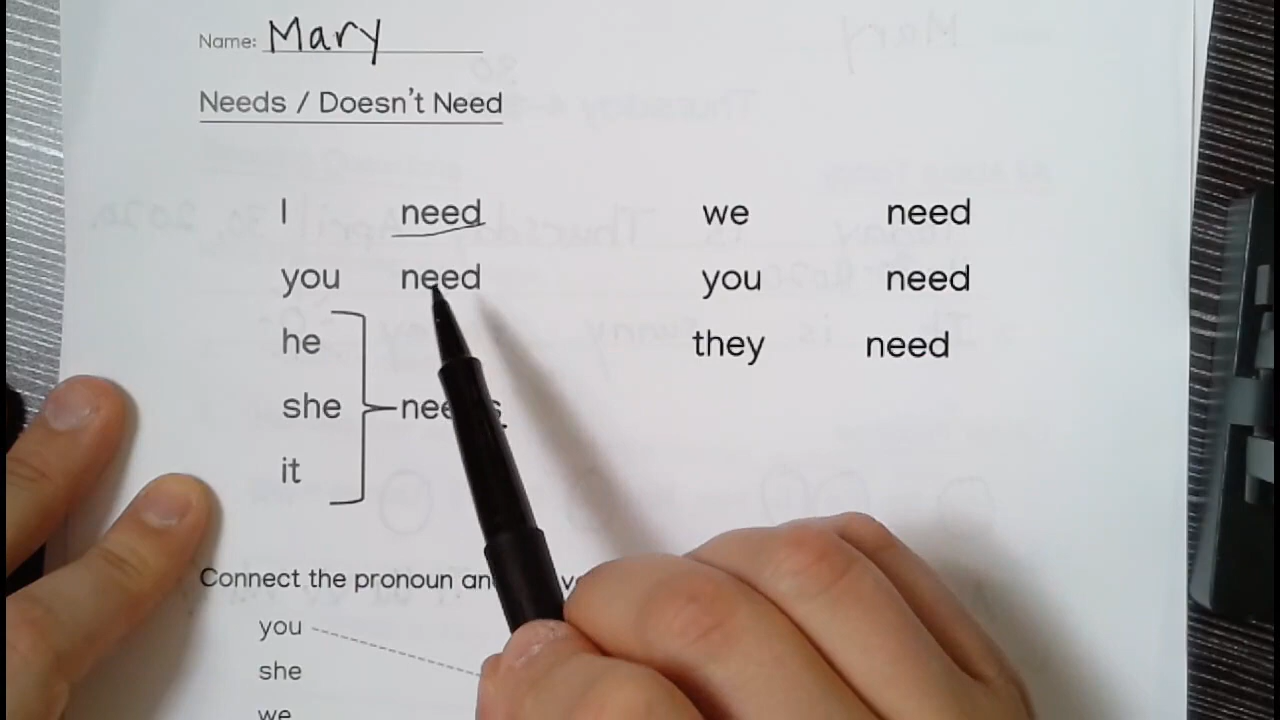 Name: Mary
Needs / Doesn't Need
I need we need
you need you need
he they need
she
it
Connect the pronoun
you
she
we